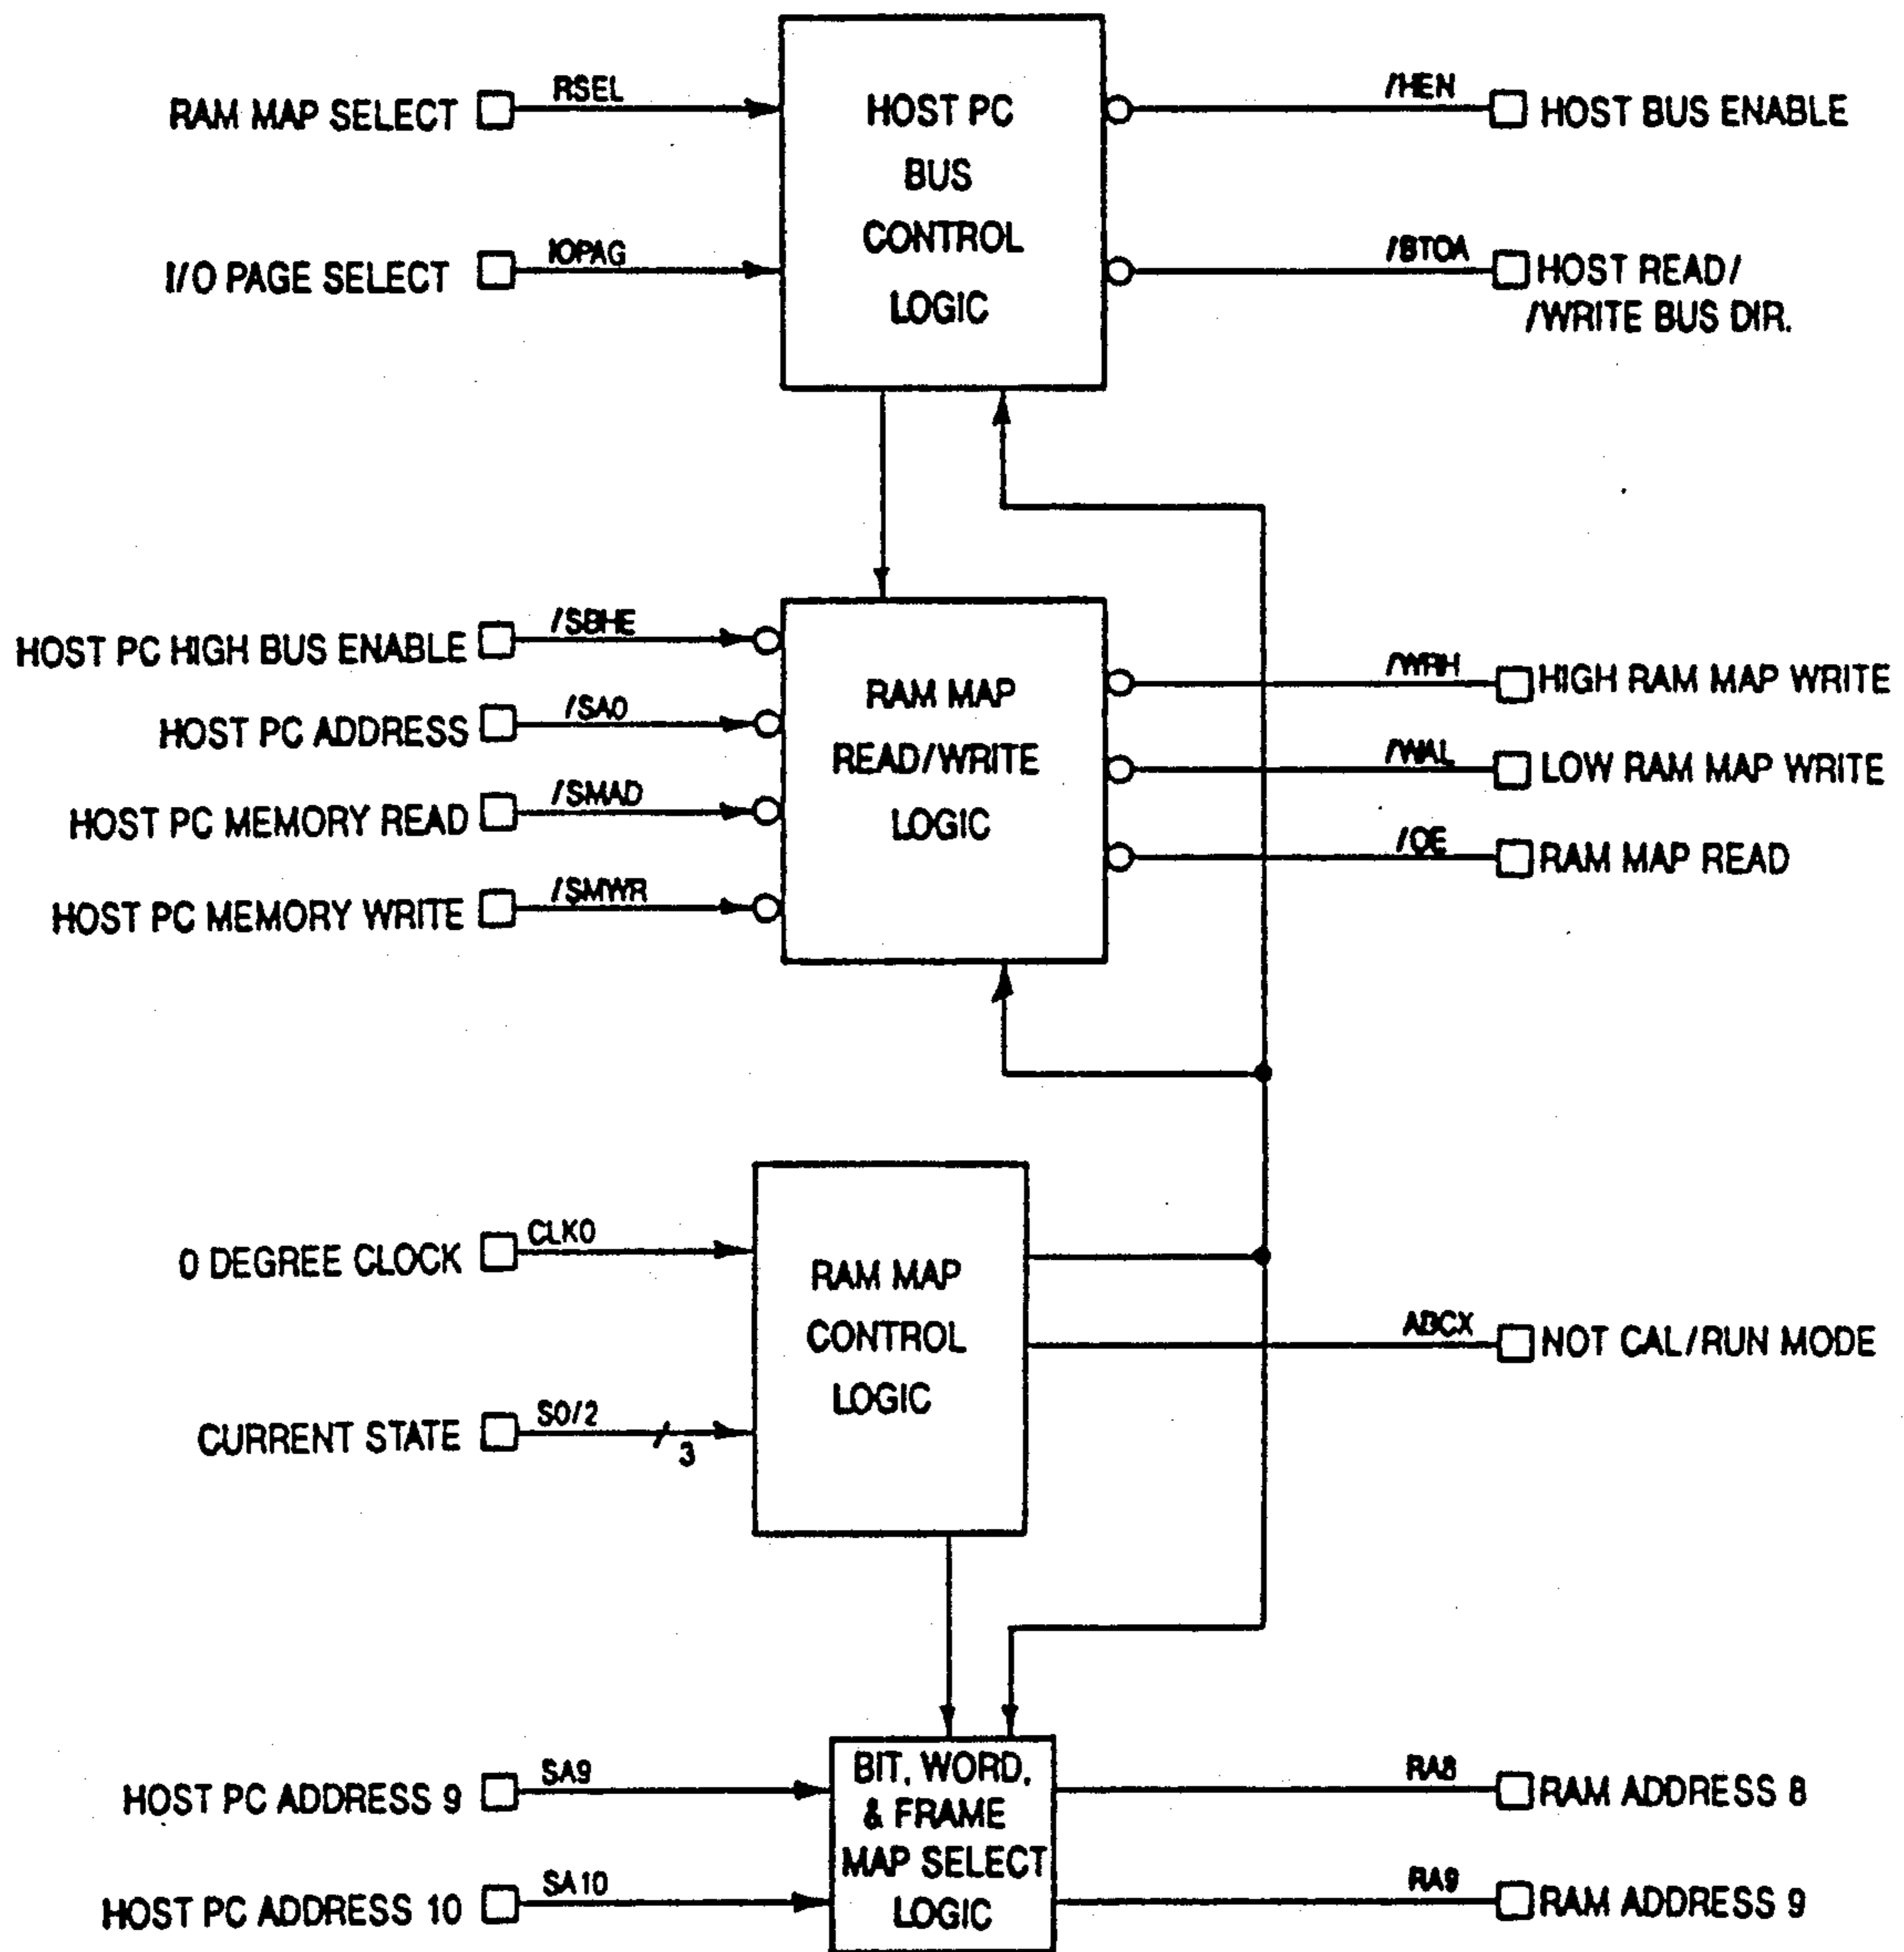 RAM MAP SELECT
RSEL
I/O PAGE SELECT
IOPAG
HOST PC
BUS
CONTROL
LOGIC
/HEN
HOST BUS ENABLE
/BTOA
HOST READ/
/WRITE BUS DIR.
HOST PC HIGH BUS ENABLE
/SBHE
HOST PC ADDRESS
/SA0
HOST PC MEMORY READ
/SMAD
HOST PC MEMORY WRITE
/SMWR
RAM MAP
READ/WRITE
LOGIC
/WRH
HIGH RAM MAP WRITE
/WAL
LOW RAM MAP WRITE
/OE
RAM MAP READ
0 DEGREE CLOCK
CLK0
CURRENT STATE
S0/2
3
RAM MAP
CONTROL
LOGIC
ABCX
NOT CAL/RUN MODE
HOST PC ADDRESS 9
SA9
HOST PC ADDRESS 10
SA10
BIT, WORD,
& FRAME
MAP SELECT
LOGIC
RA8
RAM ADDRESS 8
RA9
RAM ADDRESS 9